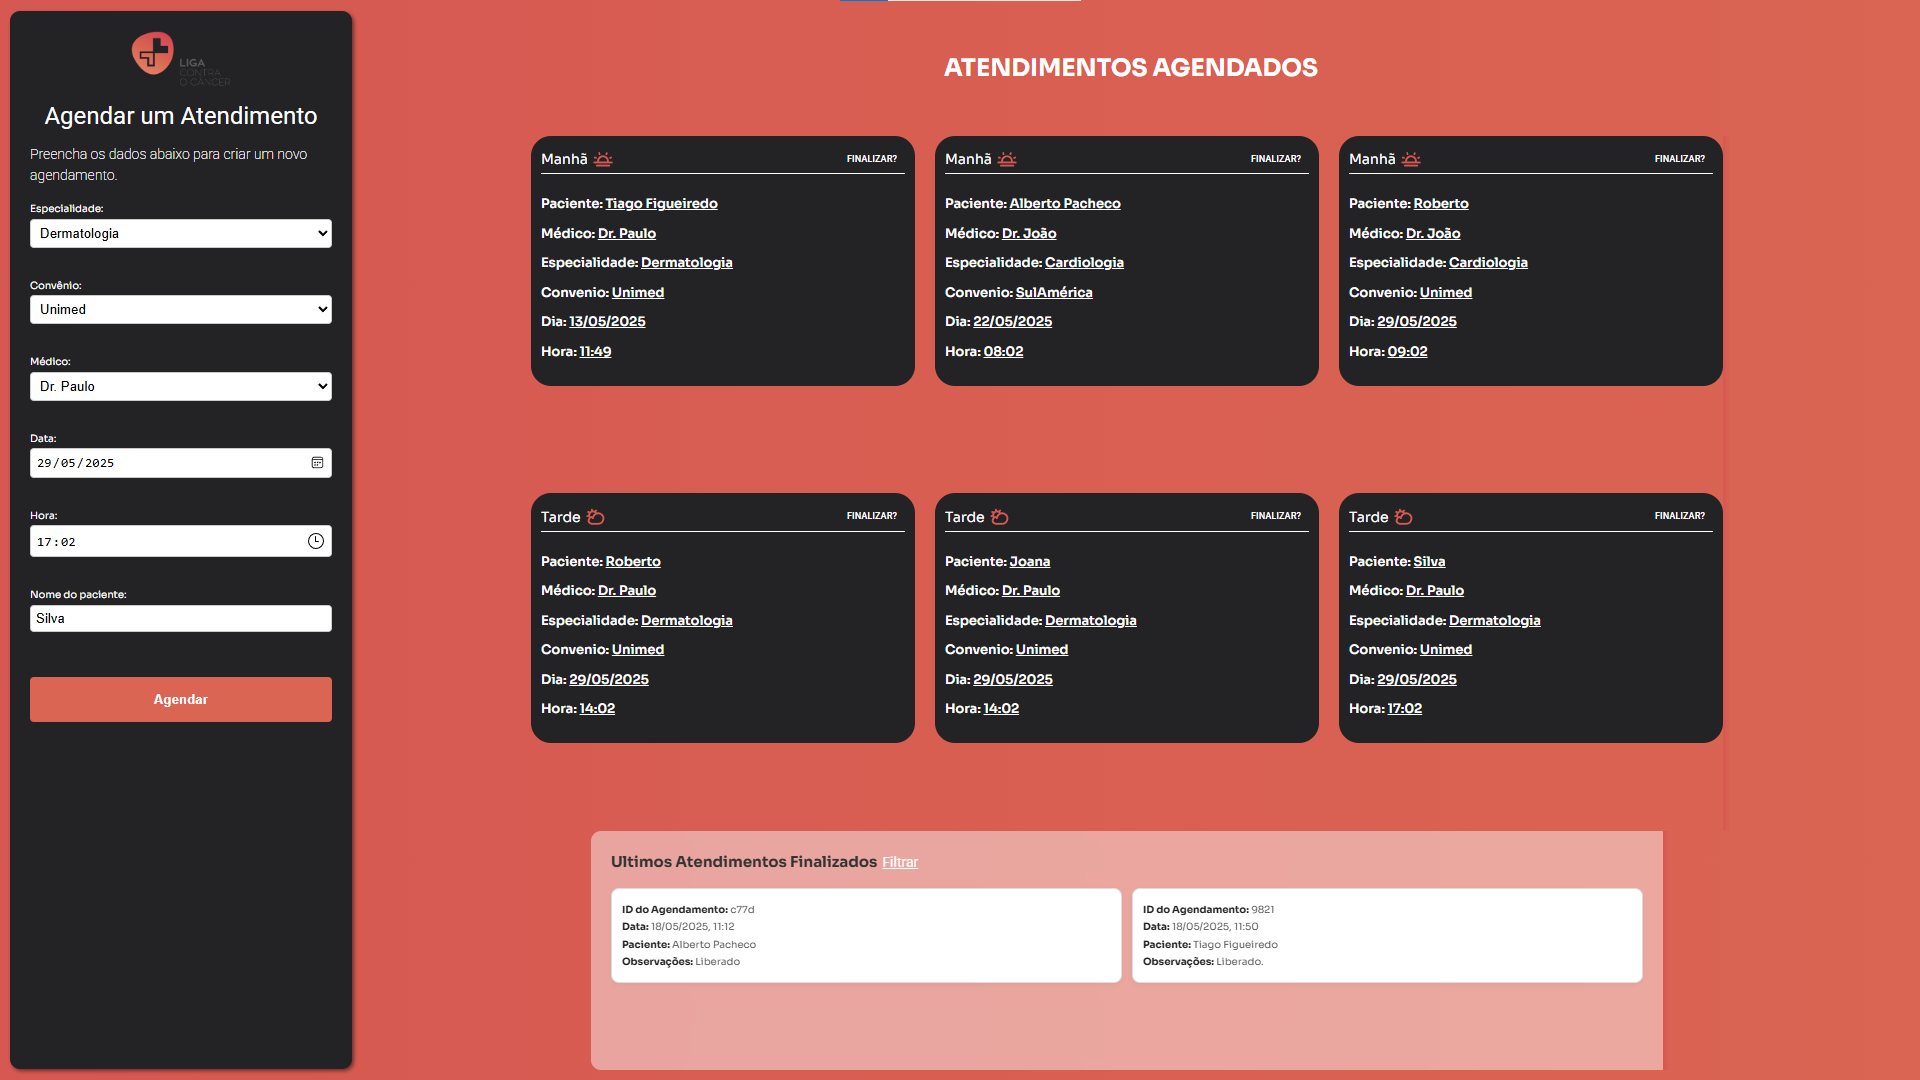 LIGA
CONTRA
O CÂNCER
Agendar um Atendimento
Preencha os dados abaixo para criar um novo
agendamento.
Especialidade:
Dermatologia
Convênio:
Unimed
Médico:
Dr. Paulo
Data:
29/05/2025
Hora:
17:02
Nome do paciente:
Silva
Agendar
ATENDIMENTOS AGENDADOS
Manhã FINALIZAR?
Paciente: Tiago Figueiredo
Médico: Dr. Paulo
Especialidade: Dermatologia
Convenio: Unimed
Dia: 13/05/2025
Hora: 11:49
Manhã FINALIZAR?
Paciente: Alberto Pacheco
Médico: Dr. João
Especialidade: Cardiologia
Convenio: SulAmérica
Dia: 22/05/2025
Hora: 08:02
Manhã FINALIZAR?
Paciente: Roberto
Médico: Dr. João
Especialidade: Cardiologia
Convenio: Unimed
Dia: 29/05/2025
Hora: 09:02
Tarde FINALIZAR?
Paciente: Roberto
Médico: Dr. Paulo
Especialidade: Dermatologia
Convenio: Unimed
Dia: 29/05/2025
Hora: 14:02
Tarde FINALIZAR?
Paciente: Joana
Médico: Dr. Paulo
Especialidade: Dermatologia
Convenio: Unimed
Dia: 29/05/2025
Hora: 14:02
Tarde FINALIZAR?
Paciente: Silva
Médico: Dr. Paulo
Especialidade: Dermatologia
Convenio: Unimed
Dia: 29/05/2025
Hora: 17:02
Ultimos Atendimentos Finalizados Filtrar
ID do Agendamento: c77d
Data: 18/05/2025, 11:12
Paciente: Alberto Pacheco
Observações: Liberado
ID do Agendamento: 9821
Data: 18/05/2025, 11:50
Paciente: Tiago Figueiredo
Observações: Liberado.